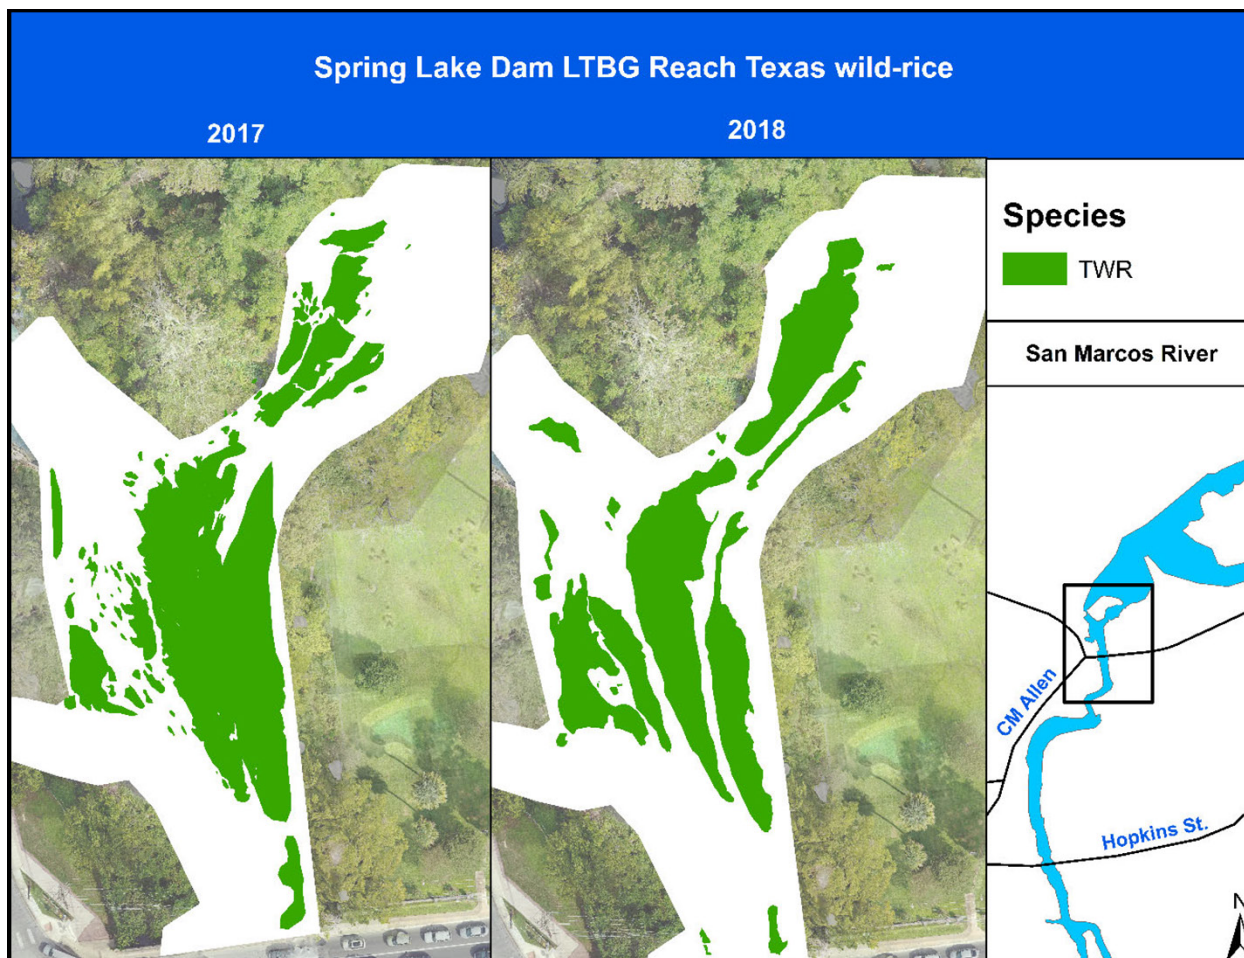 Spring Lake Dam LTBG Reach Texas wild-rice
2017
2018
Species
TWR
San Marcos River
CM Allen
Hopkins St.
N